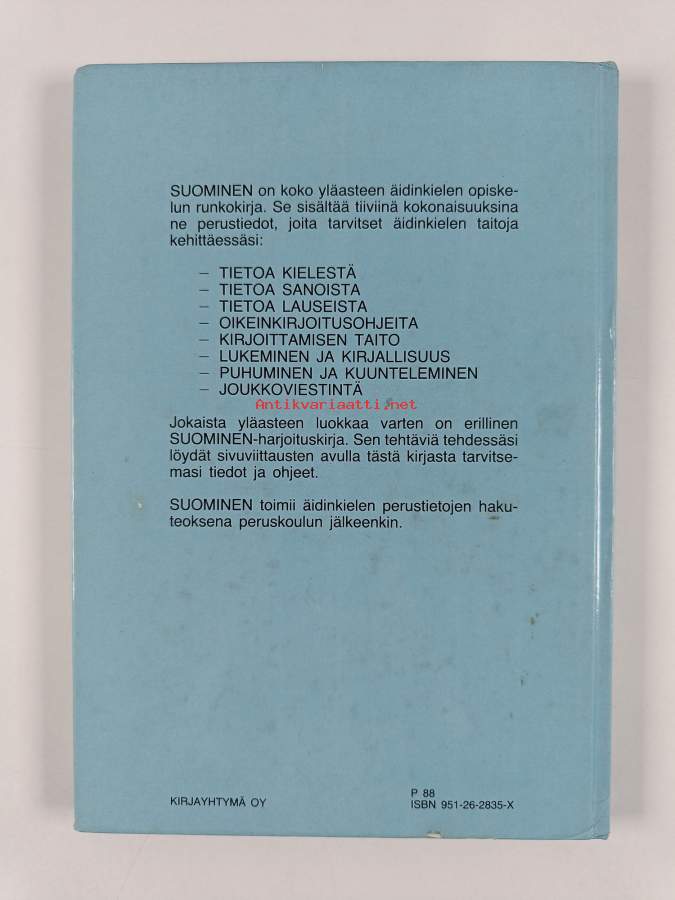 SUOMINEN on koko yläasteen äidinkielen opiske-
lun runkokirja. Se sisältää tiiviinä kokonaisuuksina
ne perustiedot, joita tarvitset äidinkielen taitoja
kehittäessäsi:
– TIETOA KIELESTÄ
– TIETOA SANOISTA
– TIETOA LAUSEISTA
– OIKEINKIRJOITUSOHJEITA
– KIRJOITTAMISEN TAITO
– LUKEMINEN JA KIRJALLISUUS
– PUHUMINEN JA KUUNTELEMINEN
– JOUKKOVIESTINTÄ
Antikvariaatti.net
Jokaista yläasteen luokkaa varten on erillinen
SUOMINEN-harjoituskirja. Sen tehtäviä tehdessäsi
löydät sivuviittausten avulla tästä kirjasta tarvitse-
masi tiedot ja ohjeet.
SUOMINEN toimii äidinkielen perustietojen haku-
teoksena peruskoulun jälkeenkin.
KIRJAYHTYMÄ OY
P 88
ISBN 951-26-2835-X